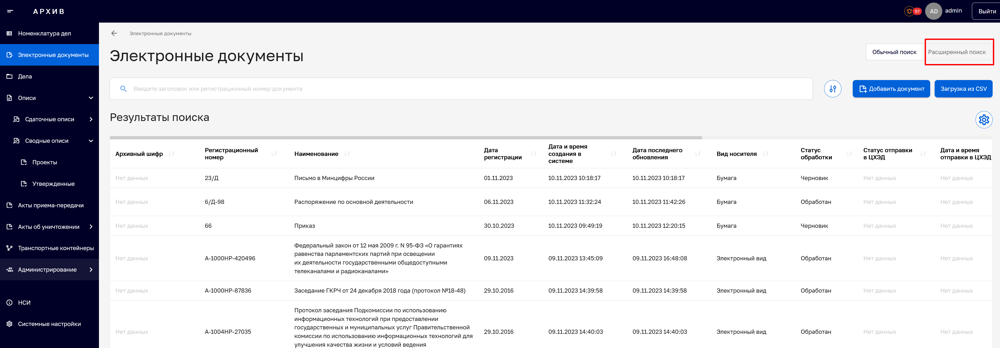 АРХИВ
57
AD
admin
Выйти
Номенклатура дел
Электронные документы
Дела
Описи
Сдаточные описи
Сводные описи
Проекты
Утвержденные
Акты приема-передачи
Акты об уничтожении
Транспортные контейнеры
Администрирование
НСИ
Системные настройки
Электронные документы
Электронные документы
Обычный поиск
Расширенный поиск
Введите заголовок или регистрационный номер документа
Добавить документ
Загрузка из CSV
Результаты поиска
Архивный шифр
Регистрационный
номер
Наименование
Дата
регистрации
Дата и время
создания в
системе
Дата последнего
обновления
Вид носителя
Статус
обработки
Статус отправки
в ЦХЭД
Дата и время
отправки в ЦХЭД
Нет данных 23/Д Письмо в Минцифры России 01.11.2023 10.11.2023 10:18:17 10.11.2023 10:18:17 Бумага Черновик Нет данных Нет данных
Нет данных 6/Д-98 Распоряжение по основной деятельности 06.11.2023 10.11.2023 11:32:24 10.11.2023 11:42:26 Бумага Обработан Нет данных Нет данных
Нет данных 66 Приказ 30.10.2023 10.11.2023 09:49:19 10.11.2023 12:20:15 Бумага Черновик Нет данных Нет данных
Федеральный закон от 12 мая 2009 г. N 95-ФЗ «О гарантиях
равенства парламентских партий при освещении
их деятельности государственными общедоступными
телеканалами и радиоканалами»
Нет данных А-1000НР-420496 09.11.2023 09.11.2023 13:45:09 09.11.2023 16:48:08 Электронный вид Обработан Нет данных Нет данных
Нет данных А-1000НР-87836 Заседание ГКРЧ от 24 декабря 2018 года (протокол №18-48) 29.10.2016 09.11.2023 14:39:58 09.11.2023 14:39:58 Электронный вид Обработан Нет данных Нет данных
Протокол заседания Подкомиссии по использованию
информационных технологий при предоставлении
государственных и муниципальных услуг Правительственной
комиссии по использованию информационных технологий для
улучшения качества жизни и условий ведения
Нет данных А-1004НР-27035 29.10.2016 09.11.2023 14:40:03 09.11.2023 14:40:03 Электронный вид Обработан Нет данных Нет данных